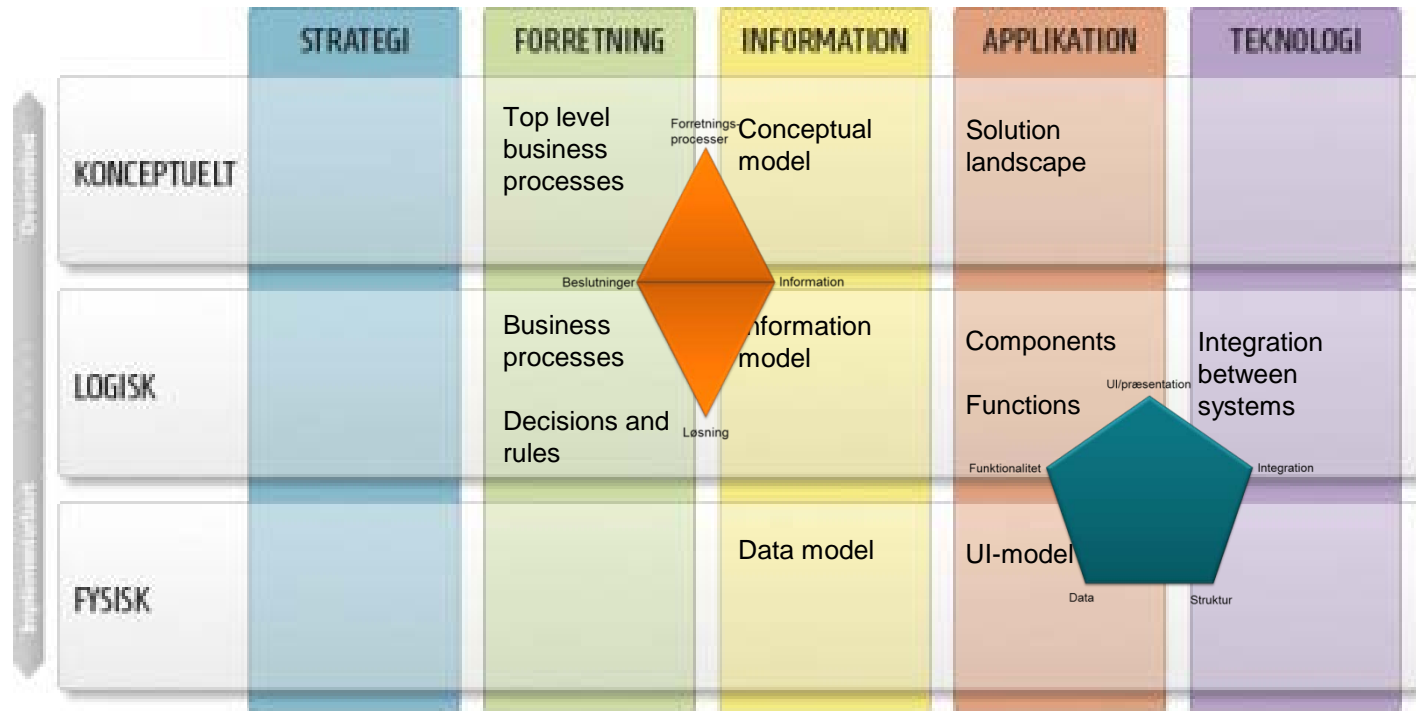 STRATEGI
FORRETNING
INFORMATION
APPLIKATION
TEKNOLOGI
KONCEPTUELT
Top level
business
processes
Forretnings-
processer
Conceptual
model
Solution
landscape
Beslutninger
Information
LOGISK
Business
processes
Decisions and
rules
Løsning
Information
model
Components
Functions
UI/præsentation
Integration
between
systems
Funktionalitet
Integration
FYSISK
Data model
UI-model
Data
Struktur